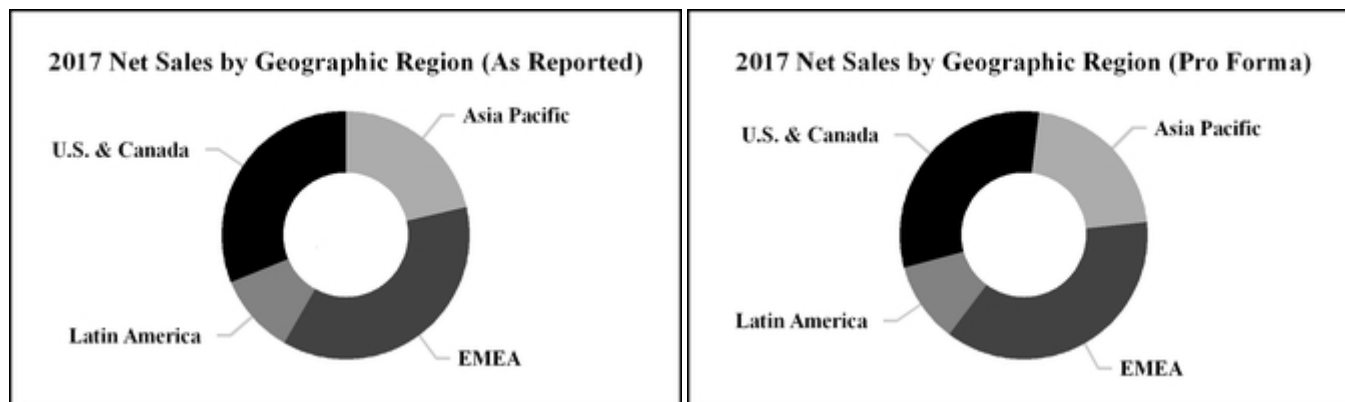 2017 Net Sales by Geographic Region (As Reported)
Asia Pacific
U.S. & Canada
Latin America
EMEA
2017 Net Sales by Geographic Region (Pro Forma)
Asia Pacific
U.S. & Canada
Latin America
EMEA